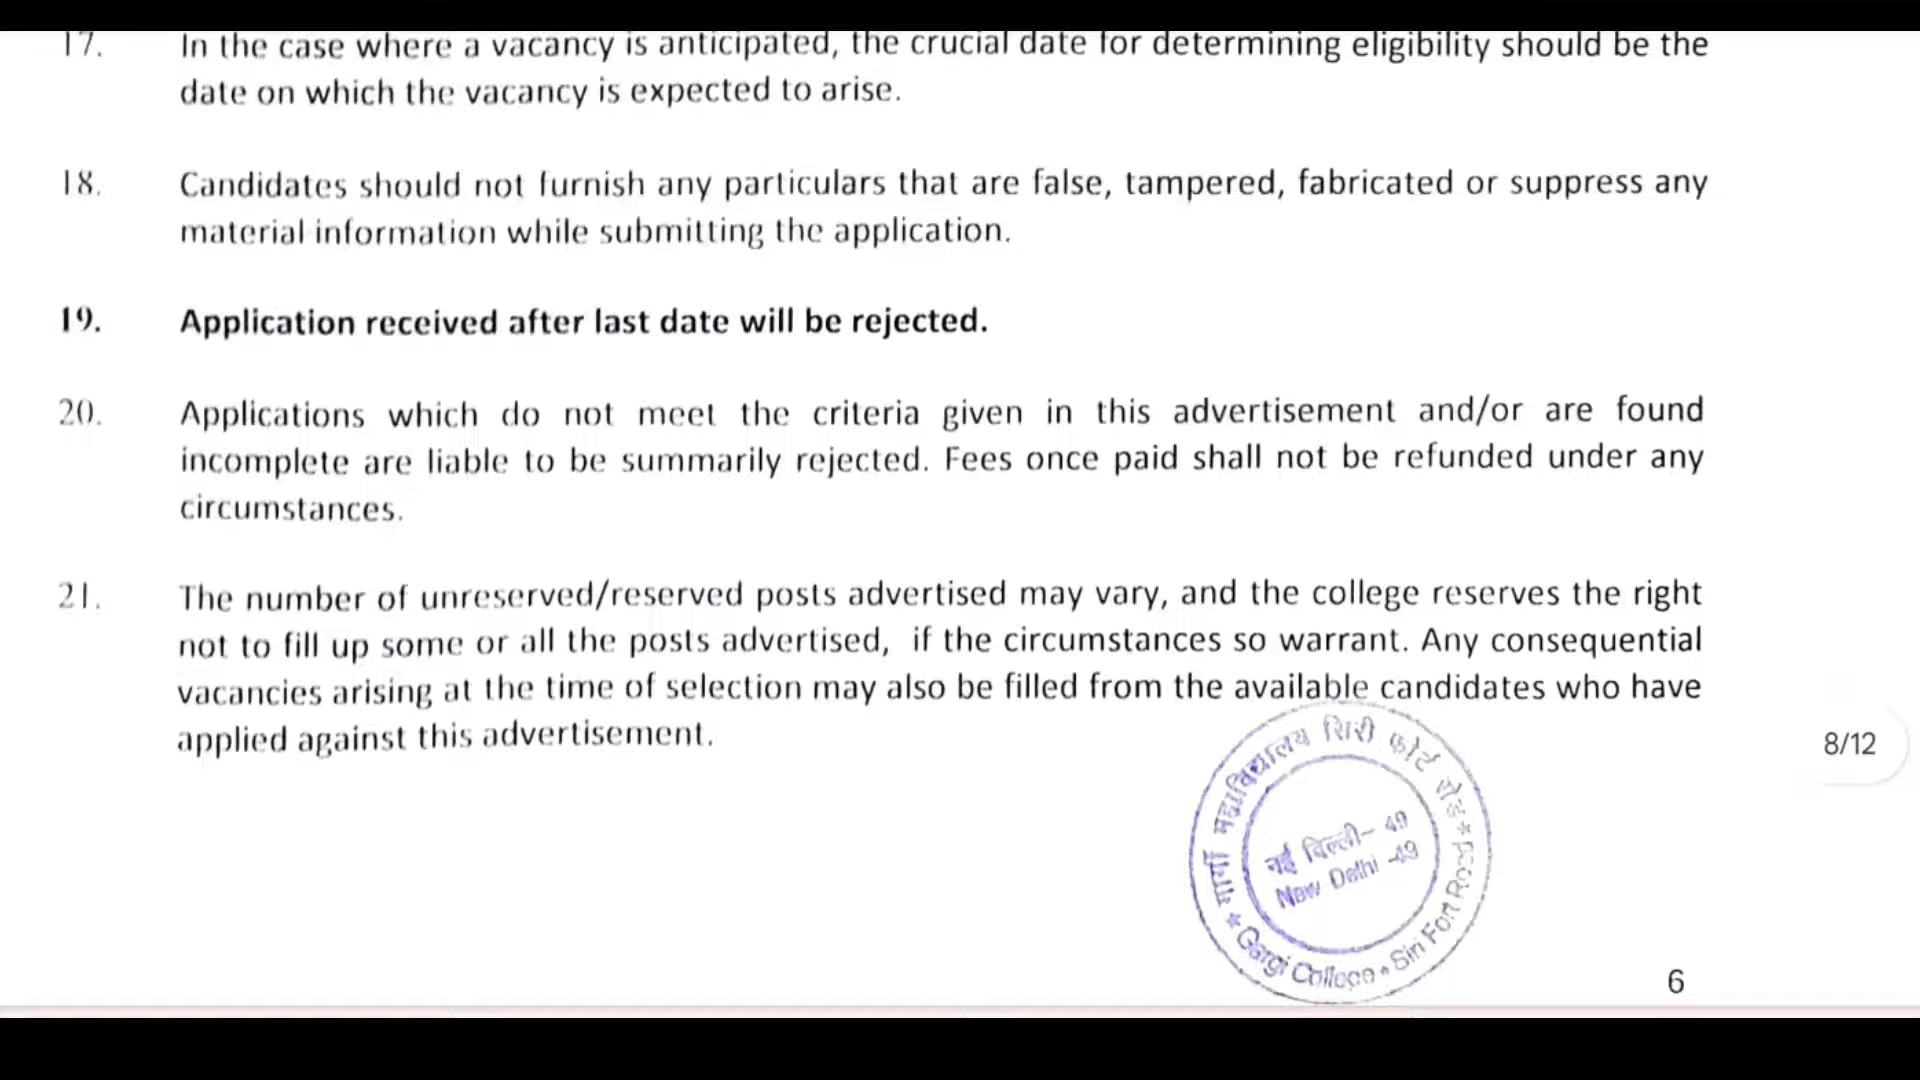 17. In the case where a vacancy is anticipated, the crucial date for determining eligibility should be the
date on which the vacancy is expected to arise.
18. Candidates should not furnish any particulars that are false, tampered, fabricated or suppress any
material information while submitting the application.
19. Application received after last date will be rejected.
20. Applications which do not meet the criteria given in this advertisement and/or are found
incomplete are liable to be summarily rejected. Fees once paid shall not be refunded under any
circumstances.
21. The number of unreserved/reserved posts advertised may vary, and the college reserves the right
not to fill up some or all the posts advertised, if the circumstances so warrant. Any consequential
vacancies arising at the time of selection may also be filled from the available candidates who have
applied against this advertisement.
8/12
गार्गी महाविद्यालय सिरी फोर्ट रोड *
नई दिल्ली- 49
New Delhi -49
* Gargi College • Siri Fort Road
6